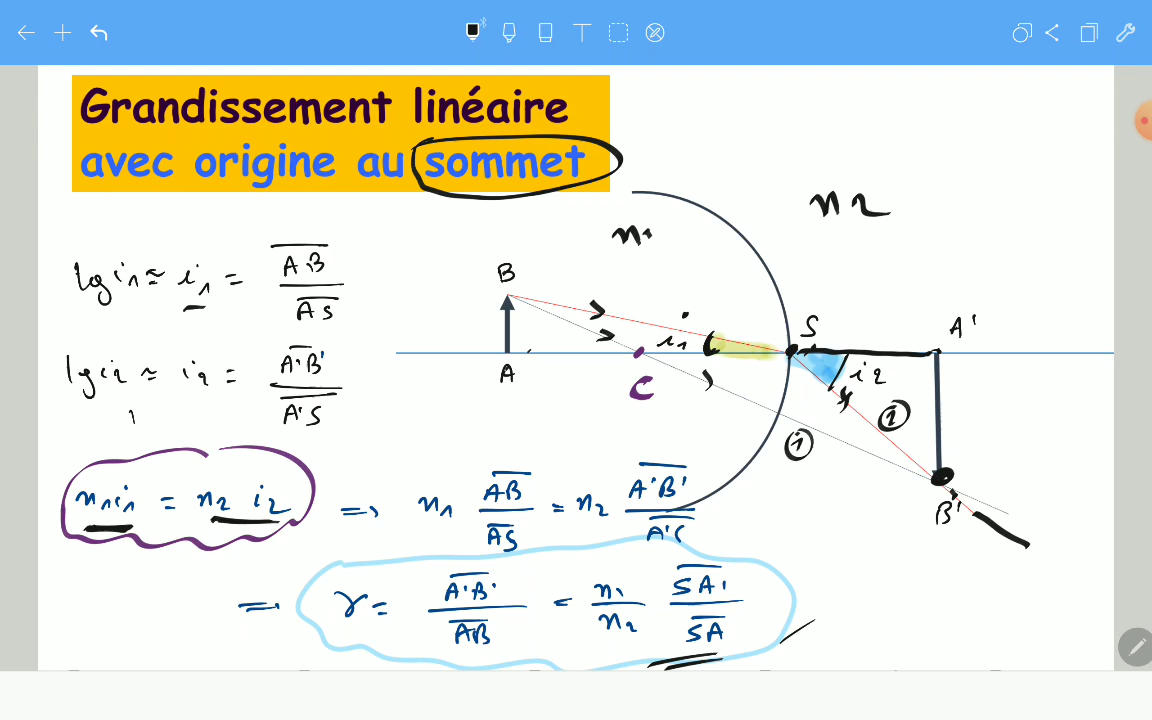 Grandissement linéaire
avec origine au sommet
n2
n1
tg i1 ≈ i1 = AB / AS
B
S
A'
i1
A
C
i2
tg i2 ≈ i2 = A'B' / A'S
2
1
n1 i1 = n2 i2 => n1 AB / AS = n2 A'B' / A'S
B'
=> γ = A'B' / AB = n1 / n2 SA' / SA